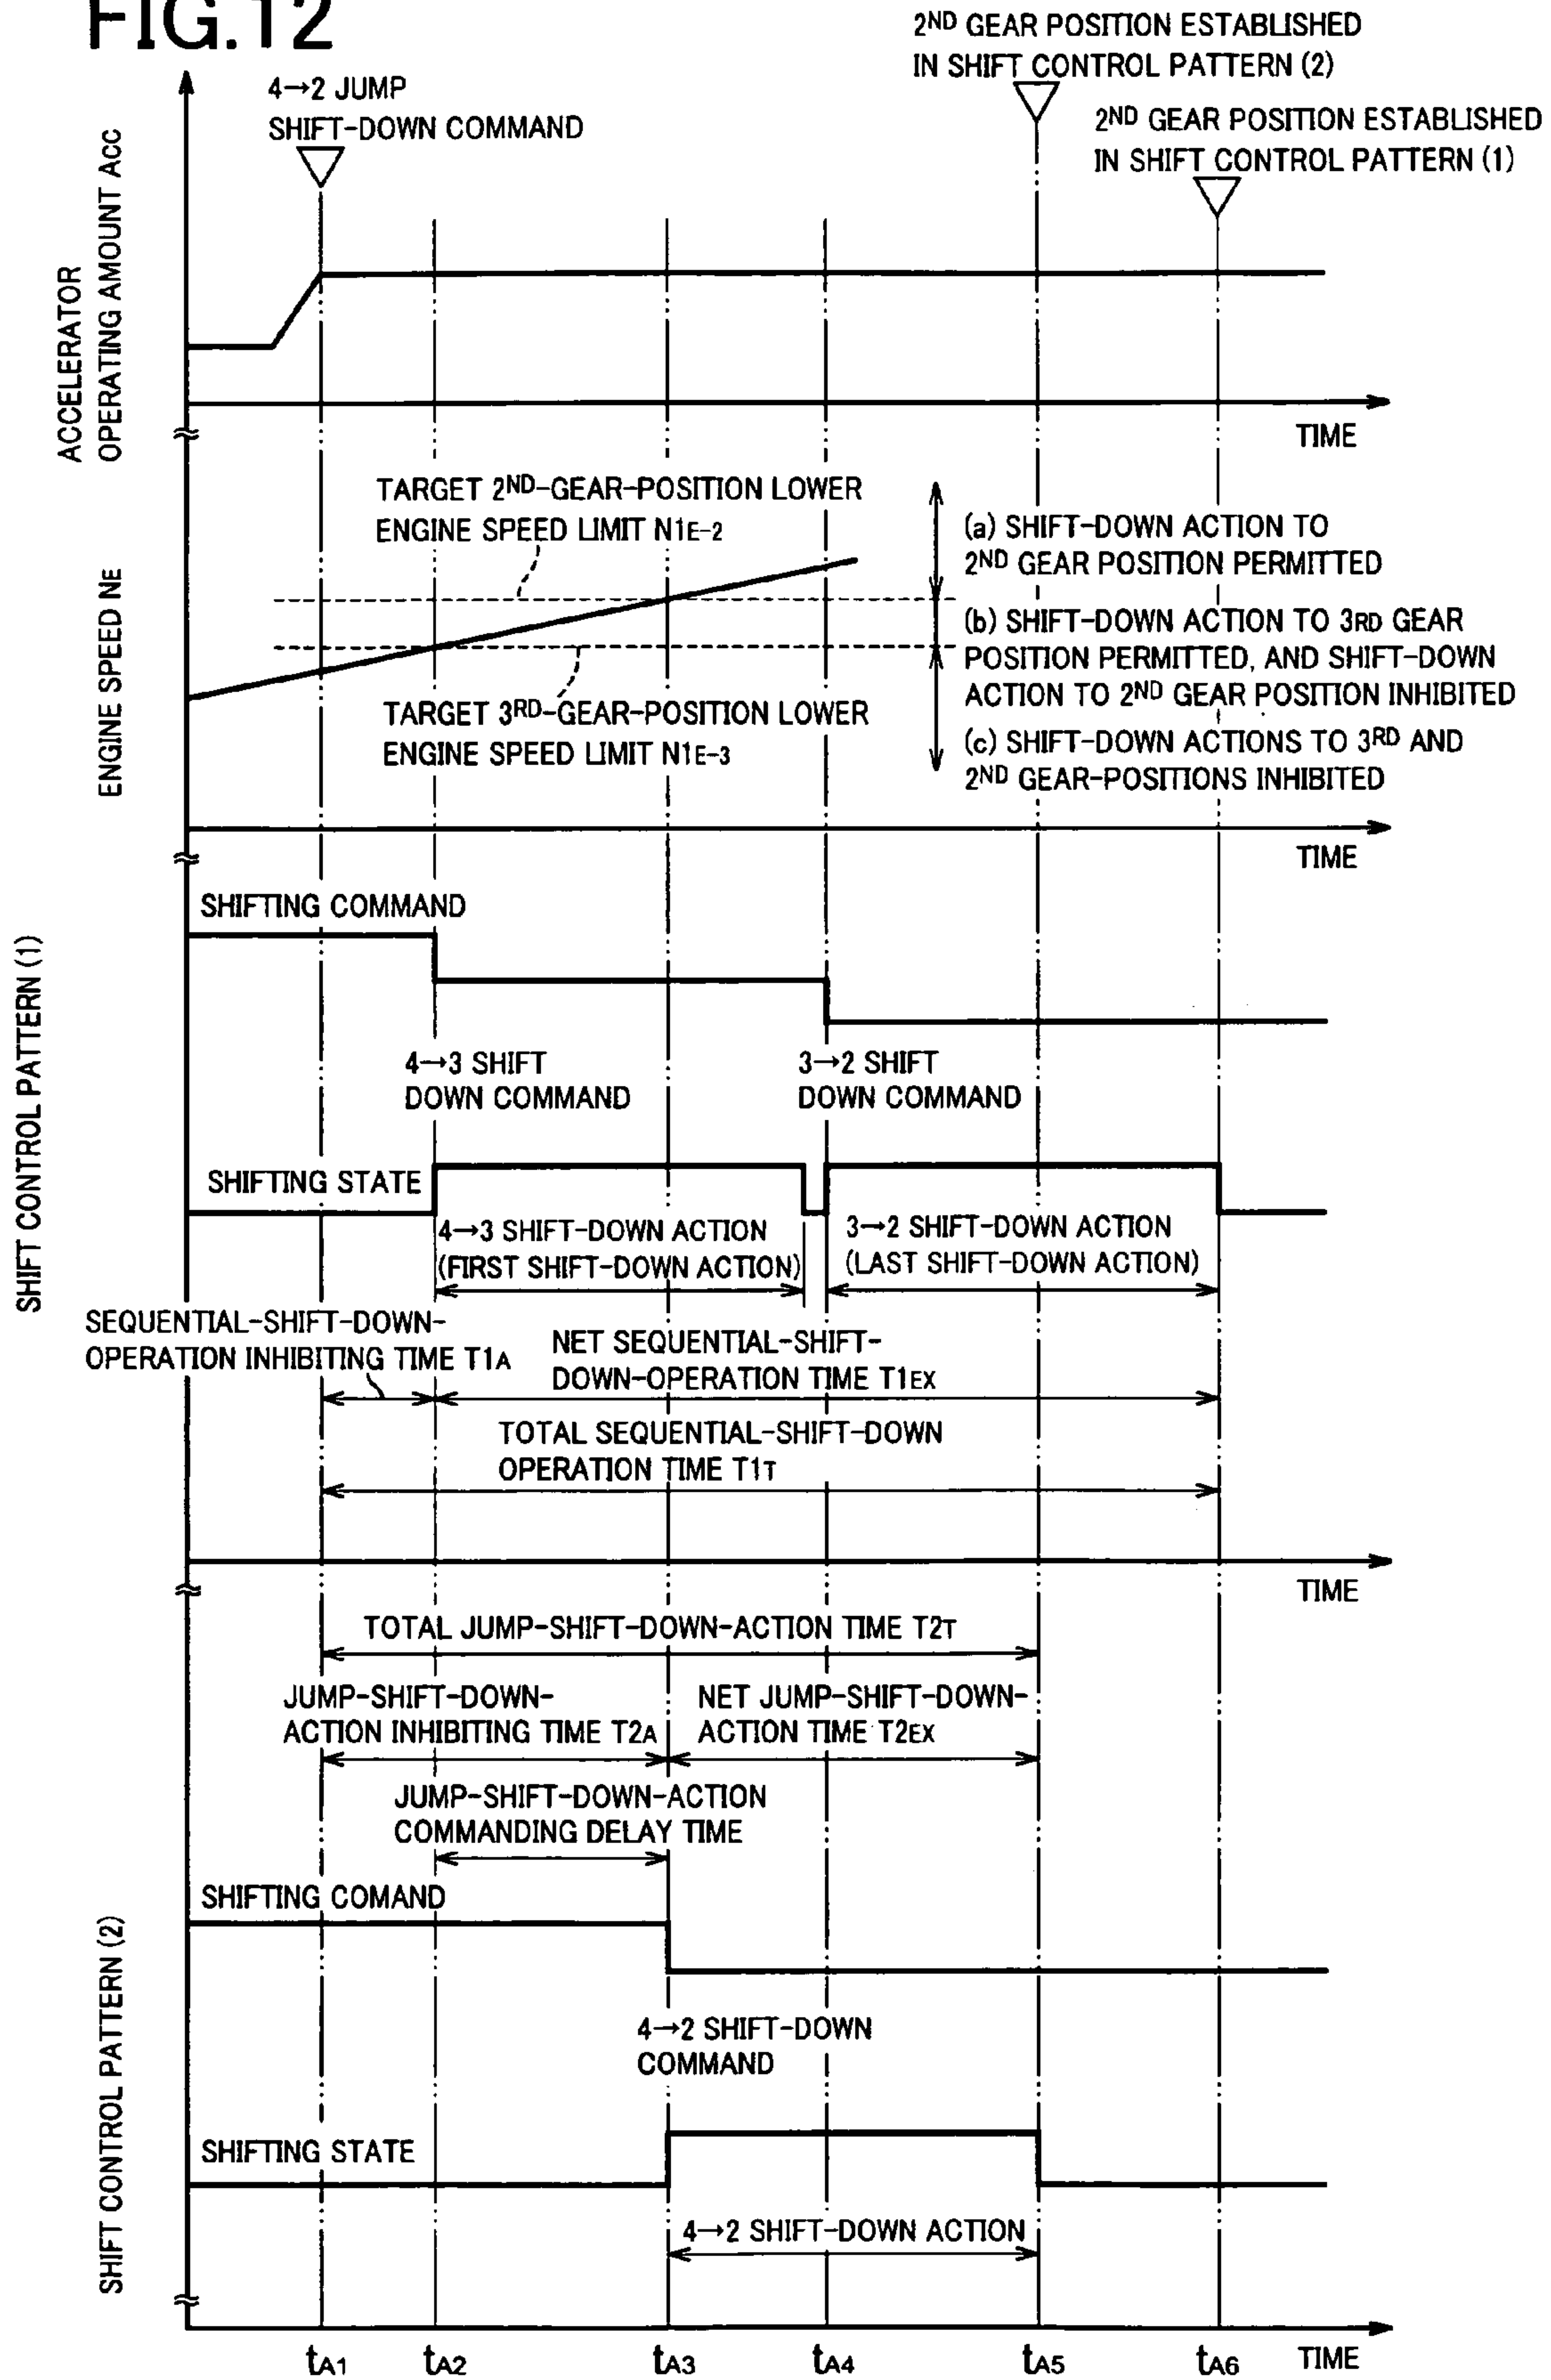 FIG.12
2ND GEAR POSITION ESTABLISHED
IN SHIFT CONTROL PATTERN (2)
4→2 JUMP
SHIFT-DOWN COMMAND
2ND GEAR POSITION ESTABLISHED
IN SHIFT CONTROL PATTERN (1)
ACCELERATOR
OPERATING AMOUNT ACC
TIME
TARGET 2ND-GEAR-POSITION LOWER
ENGINE SPEED LIMIT N1E-2
(a) SHIFT-DOWN ACTION TO
2ND GEAR POSITION PERMITTED
ENGINE SPEED NE
(b) SHIFT-DOWN ACTION TO 3RD GEAR
POSITION PERMITTED, AND SHIFT-DOWN
ACTION TO 2ND GEAR POSITION INHIBITED
TARGET 3RD-GEAR-POSITION LOWER
ENGINE SPEED LIMIT N1E-3
(c) SHIFT-DOWN ACTIONS TO 3RD AND
2ND GEAR-POSITIONS INHIBITED
TIME
SHIFT CONTROL PATTERN (1)
SHIFTING COMMAND
4→3 SHIFT
DOWN COMMAND
3→2 SHIFT
DOWN COMMAND
SHIFTING STATE
4→3 SHIFT-DOWN ACTION
(FIRST SHIFT-DOWN ACTION)
3→2 SHIFT-DOWN ACTION
(LAST SHIFT-DOWN ACTION)
SEQUENTIAL-SHIFT-DOWN-
OPERATION INHIBITING TIME T1A
NET SEQUENTIAL-SHIFT-
DOWN-OPERATION TIME T1EX
TOTAL SEQUENTIAL-SHIFT-DOWN
OPERATION TIME T1T
TIME
TOTAL JUMP-SHIFT-DOWN-ACTION TIME T2T
JUMP-SHIFT-DOWN-
ACTION INHIBITING TIME T2A
NET JUMP-SHIFT-DOWN-
ACTION TIME T2EX
JUMP-SHIFT-DOWN-ACTION
COMMANDING DELAY TIME
SHIFT CONTROL PATTERN (2)
SHIFTING COMAND
4→2 SHIFT-DOWN
COMMAND
SHIFTING STATE
4→2 SHIFT-DOWN ACTION
tA1 tA2 tA3 tA4 tA5 tA6 TIME